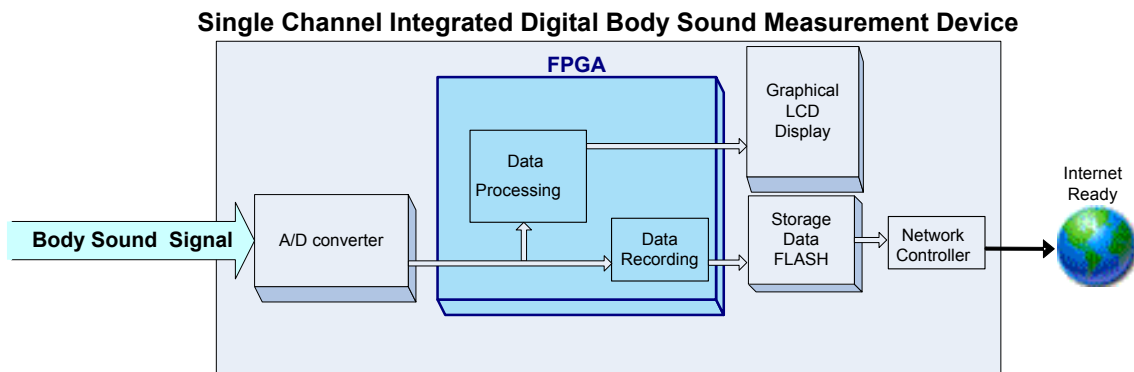 Single Channel Integrated Digital Body Sound Measurement Device
FPGA
Graphical
LCD
Display
Data
Processing
Internet
Ready
Body Sound Signal
A/D converter
Data
Recording
Storage
Data
FLASH
Network
Controller